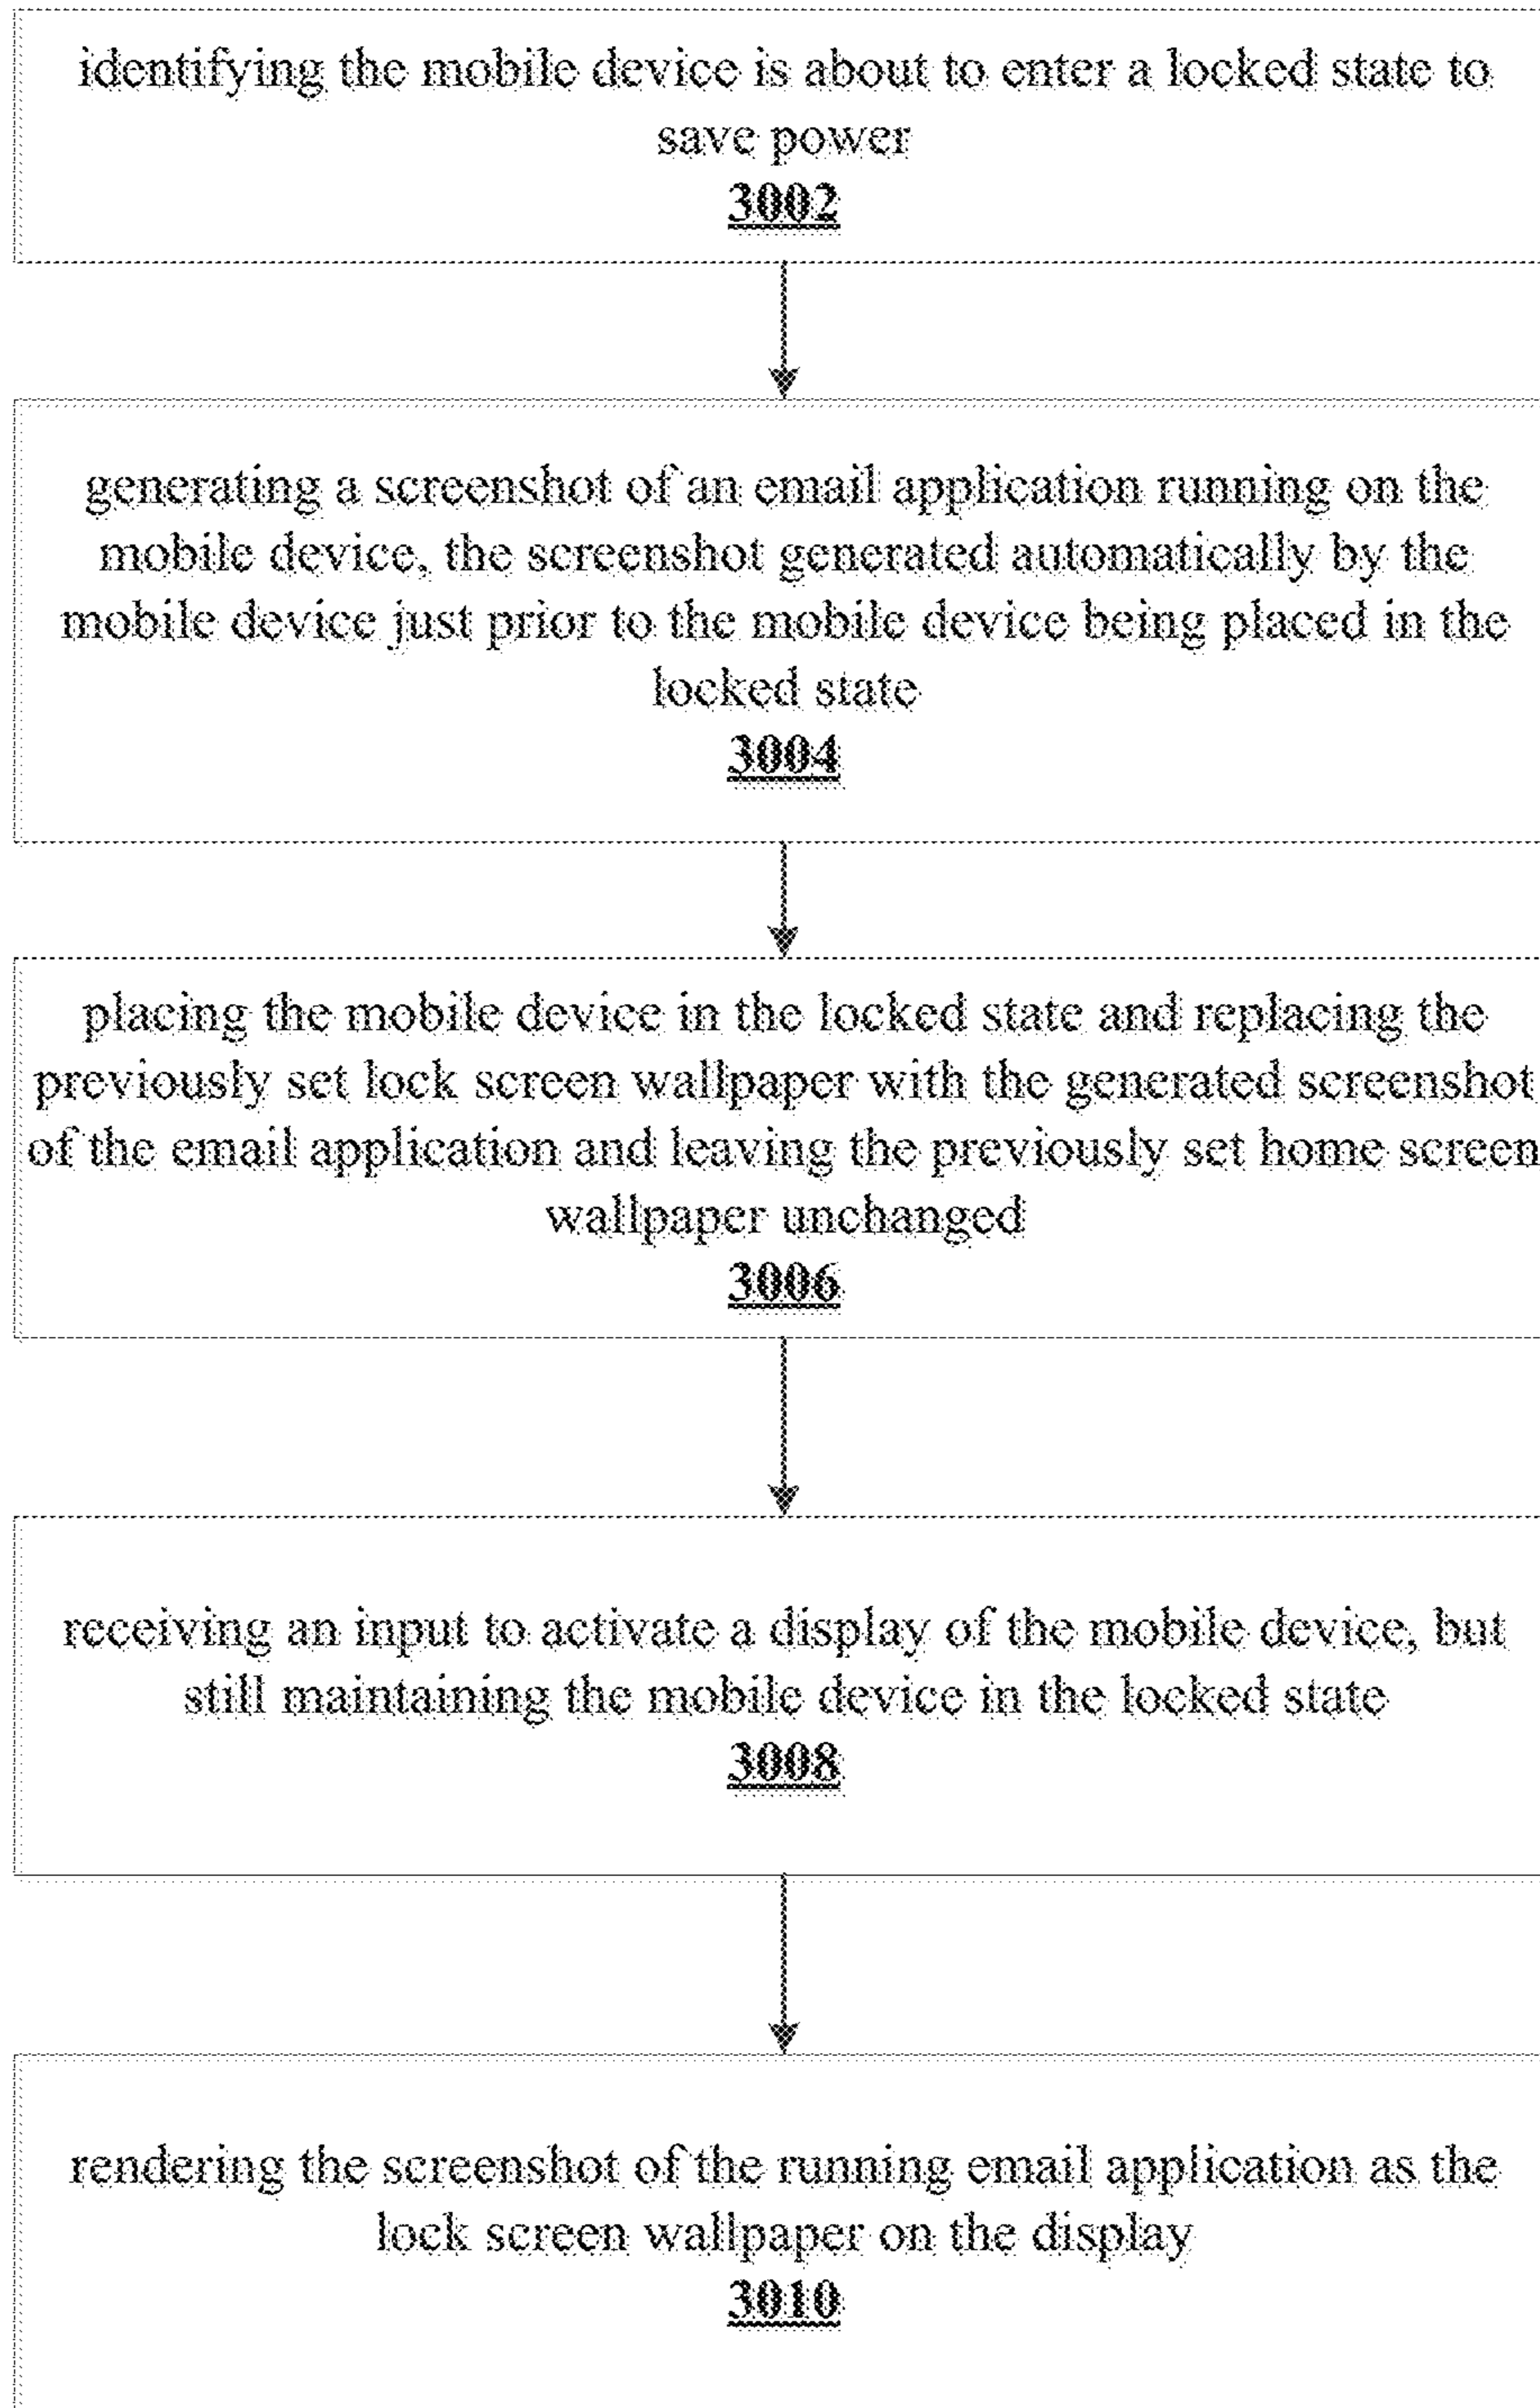 identifying the mobile device is about to enter a locked state to
save power
3002
generating a screenshot of an email application running on the
mobile device, the screenshot generated automatically by the
mobile device just prior to the mobile device being placed in the
locked state
3004
placing the mobile device in the locked state and replacing the
previously set lock screen wallpaper with the generated screenshot
of the email application and leaving the previously set home screen
wallpaper unchanged
3006
receiving an input to activate a display of the mobile device, but
still maintaining the mobile device in the locked state
3008
rendering the screenshot of the running email application as the
lock screen wallpaper on the display
3010